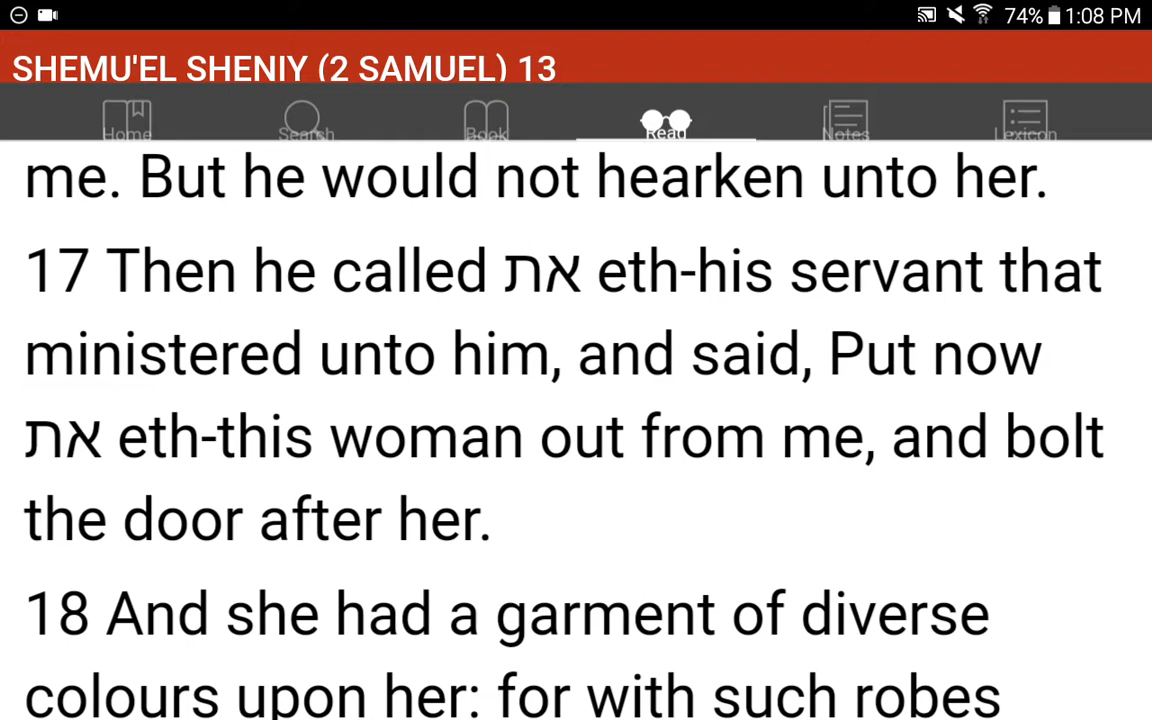 74% 1:08 PM
SHEMU'EL SHENIY (2 SAMUEL) 13
Home Search Book Read Notes Lexicon
me. But he would not hearken unto her.
17 Then he called את eth-his servant that
ministered unto him, and said, Put now
את eth-this woman out from me, and bolt
the door after her.
18 And she had a garment of diverse
colours upon her: for with such robes